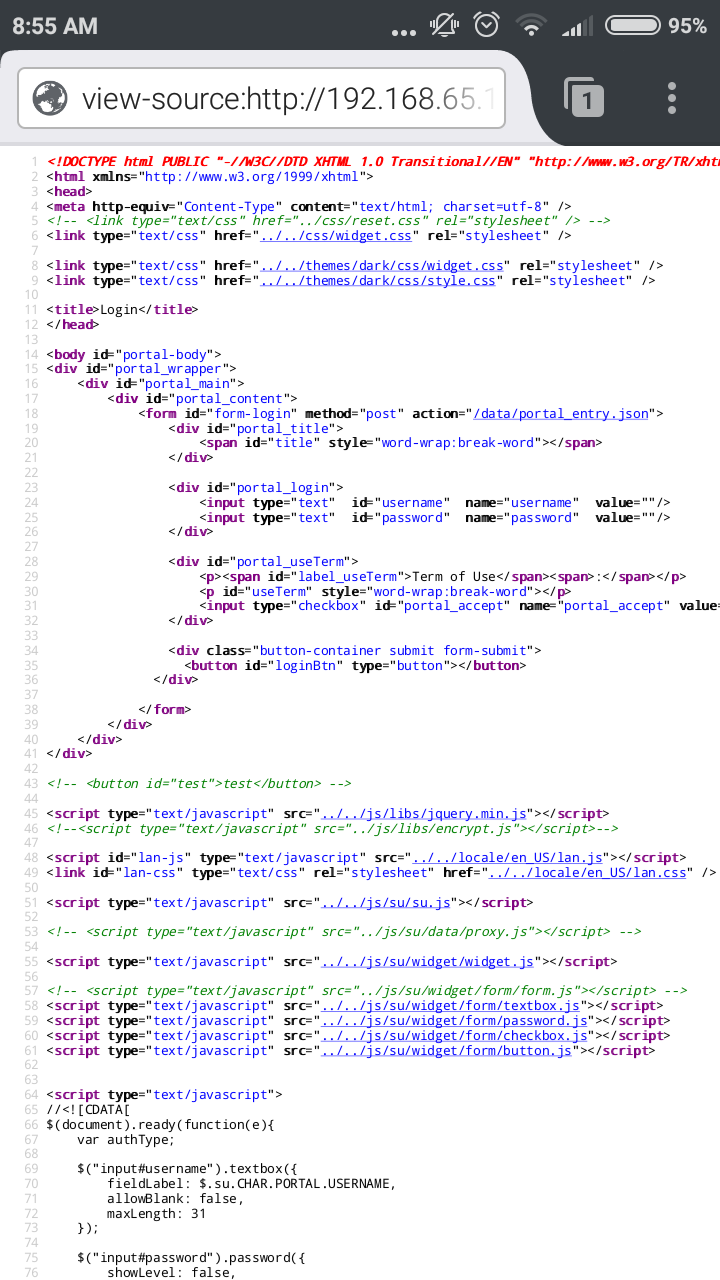 8:55 AM
95%
view-source:http://192.168.65.1
1
1 <!DOCTYPE html PUBLIC "-//W3C//DTD XHTML 1.0 Transitional//EN" "http://www.w3.org/TR/xht
2 <html xmlns="http://www.w3.org/1999/xhtml">
3 <head>
4 <meta http-equiv="Content-Type" content="text/html; charset=utf-8" />
5 <!-- <link type="text/css" href="../css/reset.css" rel="stylesheet" /> -->
6 <link type="text/css" href="../../css/widget.css" rel="stylesheet" />
7
8 <link type="text/css" href="../../themes/dark/css/widget.css" rel="stylesheet" />
9 <link type="text/css" href="../../themes/dark/css/style.css" rel="stylesheet" />
10
11 <title>Login</title>
12 </head>
13
14 <body id="portal-body">
15 <div id="portal_wrapper">
16     <div id="portal_main">
17         <div id="portal_content">
18             <form id="form-login" method="post" action="/data/portal_entry.json">
19                 <div id="portal_title">
20                     <span id="title" style="word-wrap:break-word"></span>
21                 </div>
22
23                 <div id="portal_login">
24                     <input type="text"  id="username"  name="username"  value=""/>
25                     <input type="text"  id="password"  name="password"  value=""/>
26                 </div>
27
28                 <div id="portal_useTerm">
29                     <p><span id="label_useTerm">Term of Use</span><span>:</span></p>
30                     <p id="useTerm" style="word-wrap:break-word"></p>
31                     <input type="checkbox" id="portal_accept" name="portal_accept" value=
32                 </div>
33
34                 <div class="button-container submit form-submit">
35                   <button id="loginBtn" type="button"></button>
36               </div>
37
38             </form>
39         </div>
40     </div>
41 </div>
42
43 <!-- <button id="test">test</button> -->
44
45 <script type="text/javascript" src="../../js/libs/jquery.min.js"></script>
46 <!--<script type="text/javascript" src="../js/libs/encrypt.js"></script>-->
47
48 <script id="lan-js" type="text/javascript" src="../../locale/en_US/lan.js"></script>
49 <link id="lan-css" type="text/css" rel="stylesheet" href="../../locale/en_US/lan.css" />
50
51 <script type="text/javascript" src="../../js/su/su.js"></script>
52
53 <!-- <script type="text/javascript" src="../js/su/data/proxy.js"></script> -->
54
55 <script type="text/javascript" src="../../js/su/widget/widget.js"></script>
56
57 <!-- <script type="text/javascript" src="../js/su/widget/form/form.js"></script> -->
58 <script type="text/javascript" src="../../js/su/widget/form/textbox.js"></script>
59 <script type="text/javascript" src="../../js/su/widget/form/password.js"></script>
60 <script type="text/javascript" src="../../js/su/widget/form/checkbox.js"></script>
61 <script type="text/javascript" src="../../js/su/widget/form/button.js"></script>
62
63
64 <script type="text/javascript">
65 //<![CDATA[
66 $(document).ready(function(e){
67     var authType;
68
69     $("input#username").textbox({
70         fieldLabel: $.su.CHAR.PORTAL.USERNAME,
71         allowBlank: false,
72         maxLength: 31
73     });
74
75     $("input#password").password({
76         showLevel: false,